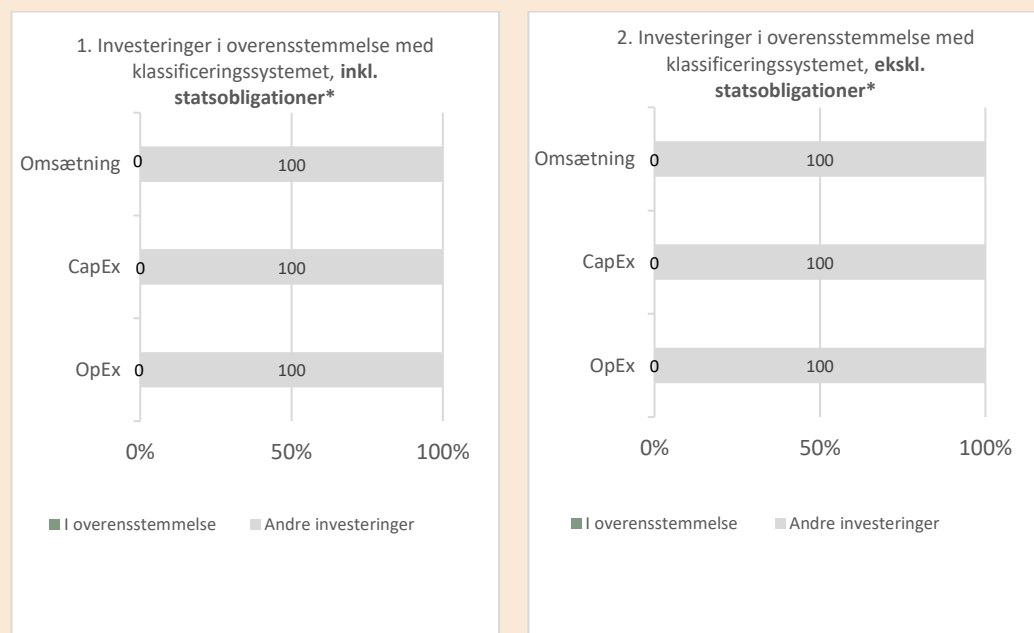 1. Investeringer i overensstemmelse med
klassificeringssystemet, inkl.
statsobligationer*
Omsætning 0 100
CapEx 0 100
OpEx 0 100
0% 50% 100%
I overensstemmelse Andre investeringer
2. Investeringer i overensstemmelse med
klassificeringssystemet, ekskl.
statsobligationer*
Omsætning 0 100
CapEx 0 100
OpEx 0 100
0% 50% 100%
I overensstemmelse Andre investeringer